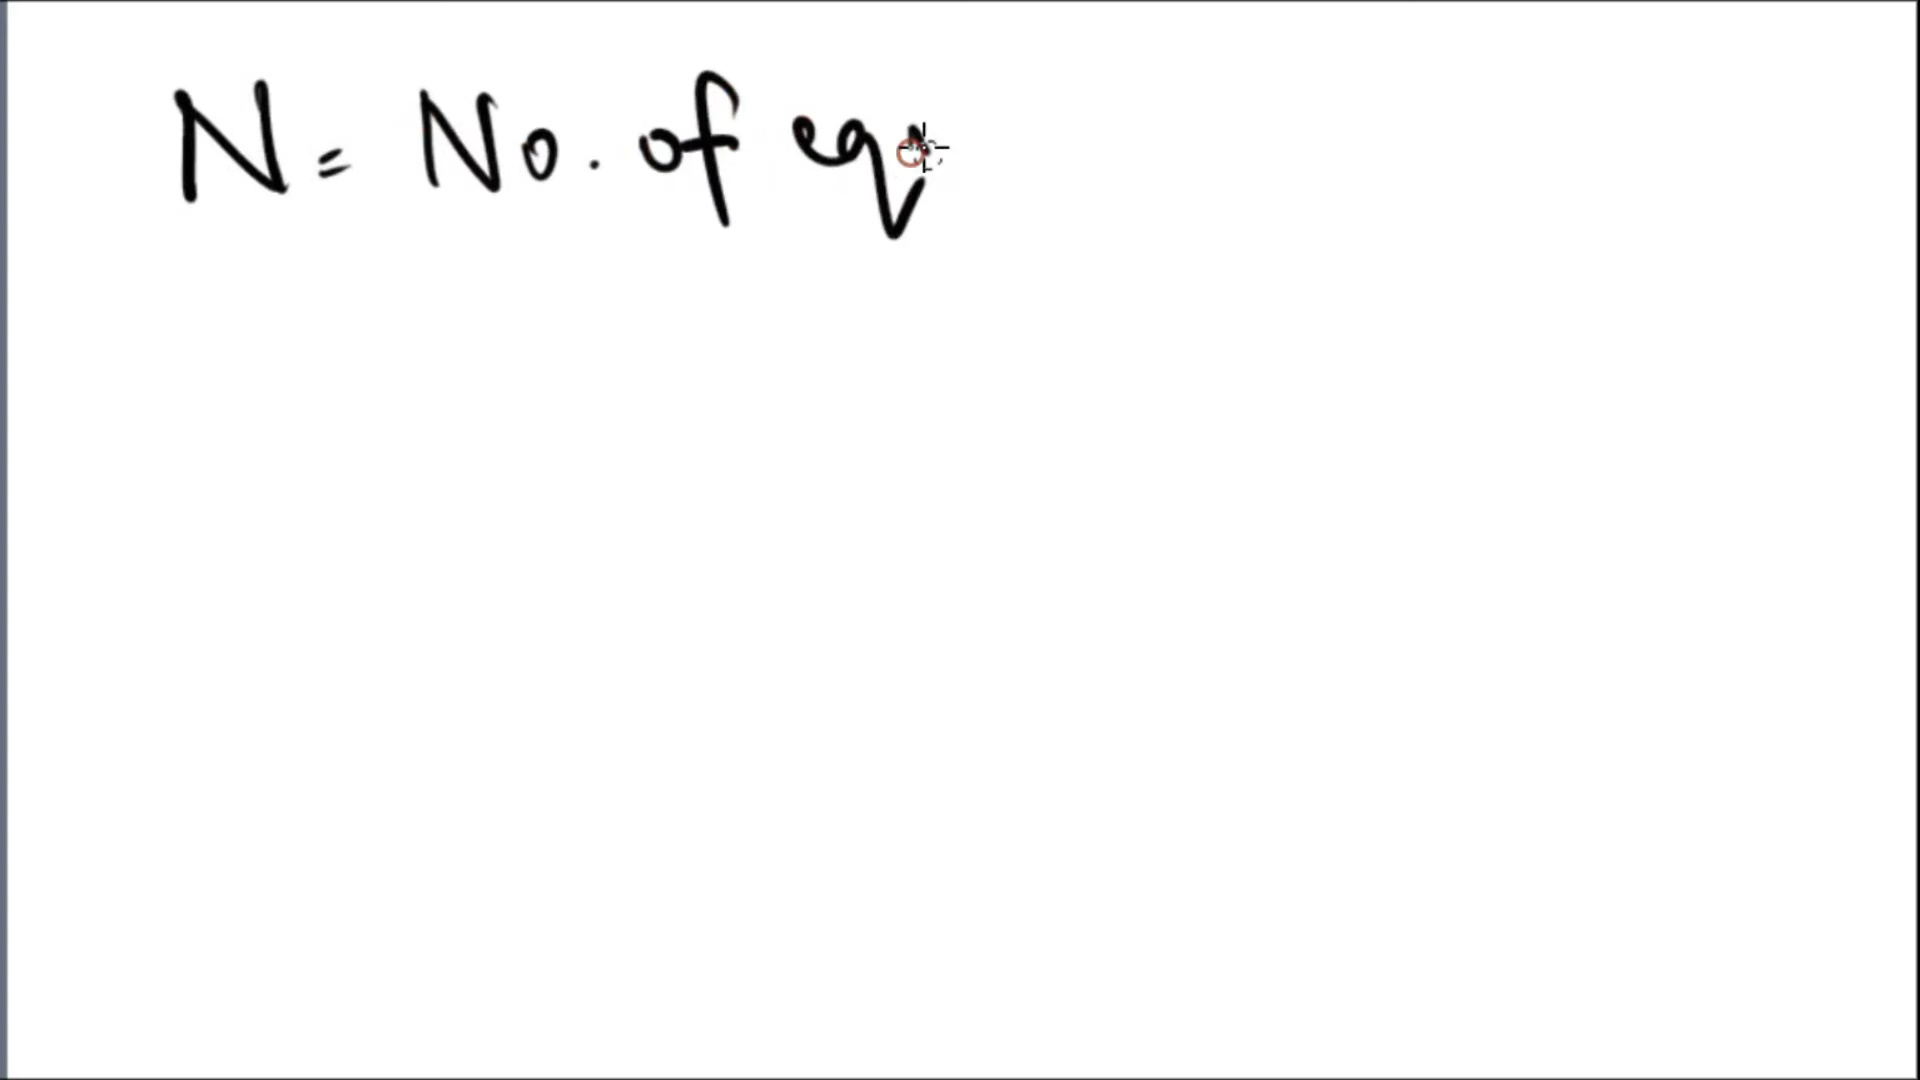 N = No. of eq